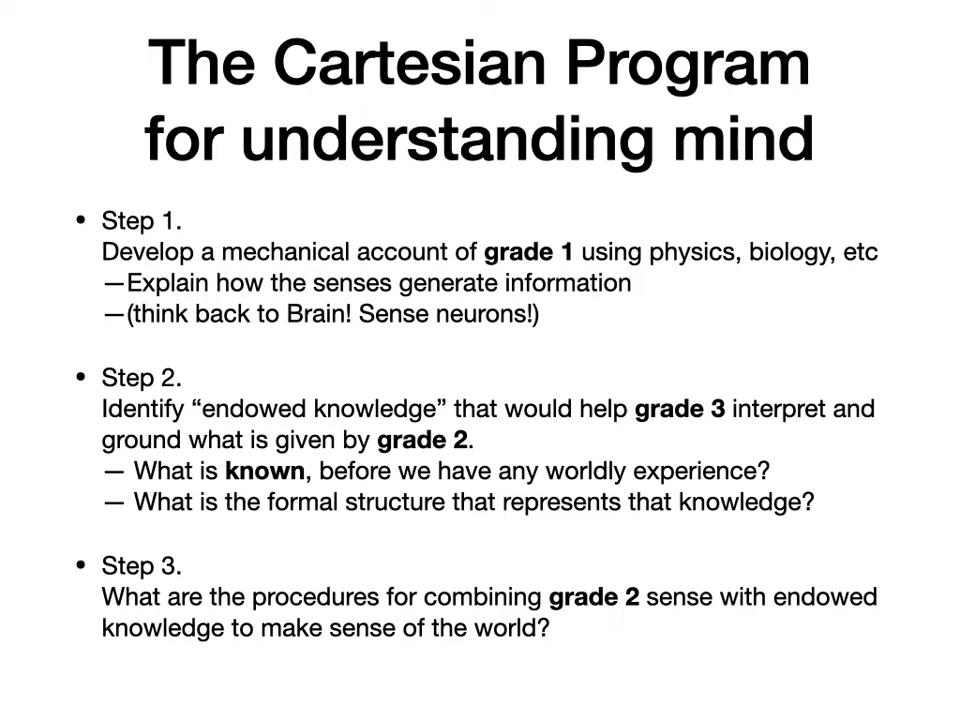 The Cartesian Program
for understanding mind
• Step 1.
Develop a mechanical account of grade 1 using physics, biology, etc
—Explain how the senses generate information
—(think back to Brain! Sense neurons!)
• Step 2.
Identify “endowed knowledge” that would help grade 3 interpret and
ground what is given by grade 2.
— What is known, before we have any worldly experience?
— What is the formal structure that represents that knowledge?
• Step 3.
What are the procedures for combining grade 2 sense with endowed
knowledge to make sense of the world?